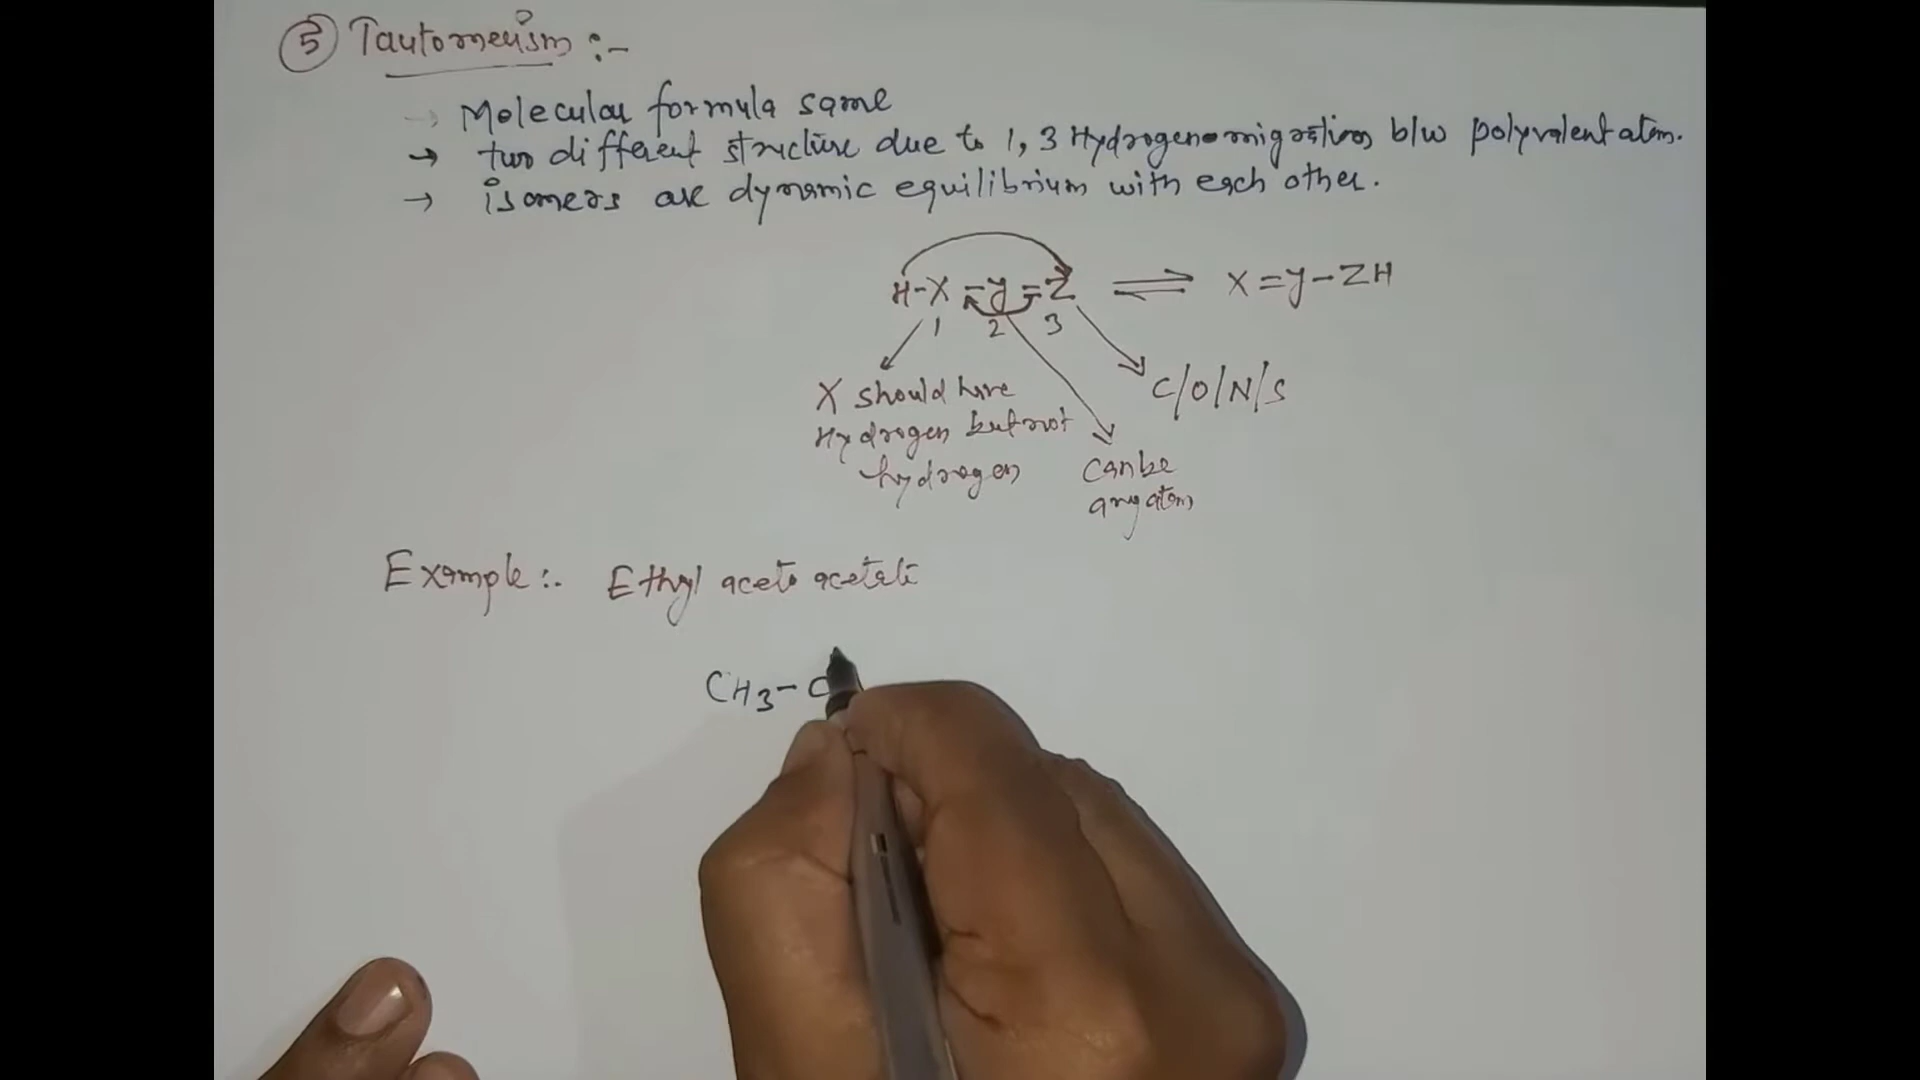 5 Tautomerism :-
→ Molecular formula same
→ two different structure due to 1, 3 Hydrogen migration b/w polyvalent atom.
→ isomers are dynamic equilibrium with each other.
H-X-y=Z ⇌ X=y-ZH
1 2 3
C/O/N/S
X should have
Hydrogen but not
hydrogen
can be
any atom
Example :- Ethyl aceto acetate
CH3-C